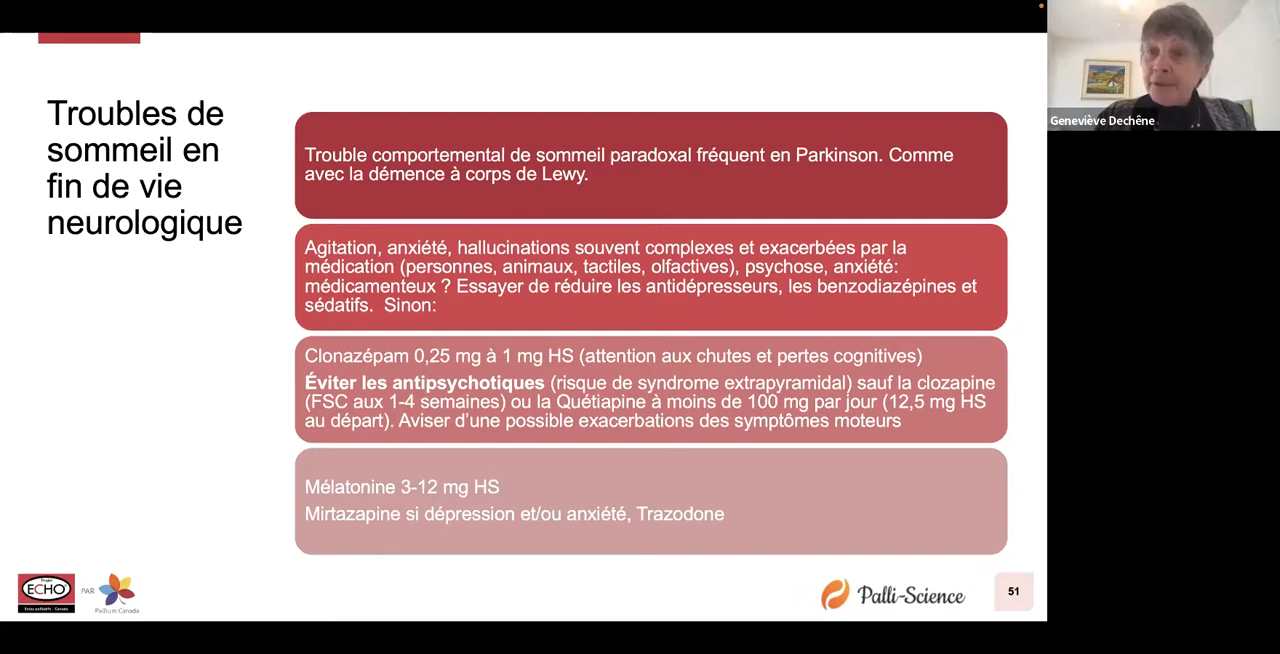 Troubles de
sommeil en
fin de vie
neurologique
Trouble comportemental de sommeil paradoxal fréquent en Parkinson. Comme
avec la démence à corps de Lewy.
Agitation, anxiété, hallucinations souvent complexes et exacerbées par la
médication (personnes, animaux, tactiles, olfactives), psychose, anxiété:
médicamenteux ? Essayer de réduire les antidépresseurs, les benzodiazépines et
sédatifs. Sinon:
Clonazépam 0,25 mg à 1 mg HS (attention aux chutes et pertes cognitives)
Éviter les antipsychotiques (risque de syndrome extrapyramidal) sauf la clozapine
(FSC aux 1-4 semaines) ou la Quétiapine à moins de 100 mg par jour (12,5 mg HS
au départ). Aviser d'une possible exacerbations des symptômes moteurs
Mélatonine 3-12 mg HS
Mirtazapine si dépression et/ou anxiété, Trazodone
Geneviève Dechêne
Projet
ECHO
Soins palliatifs Canada
PAR
Pallium Canada
Palli-Science
51